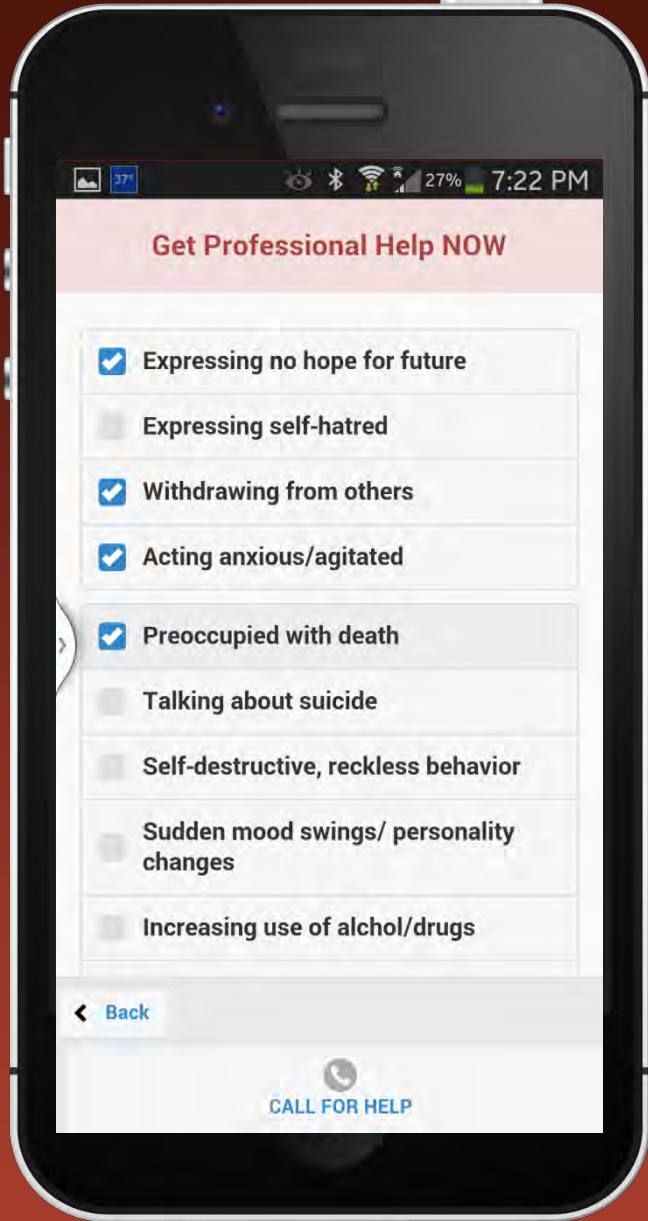 37°
27% 7:22 PM
Get Professional Help NOW
Expressing no hope for future
Expressing self-hatred
Withdrawing from others
Acting anxious/agitated
Preoccupied with death
Talking about suicide
Self-destructive, reckless behavior
Sudden mood swings/ personality
changes
Increasing use of alchol/drugs
Back
CALL FOR HELP